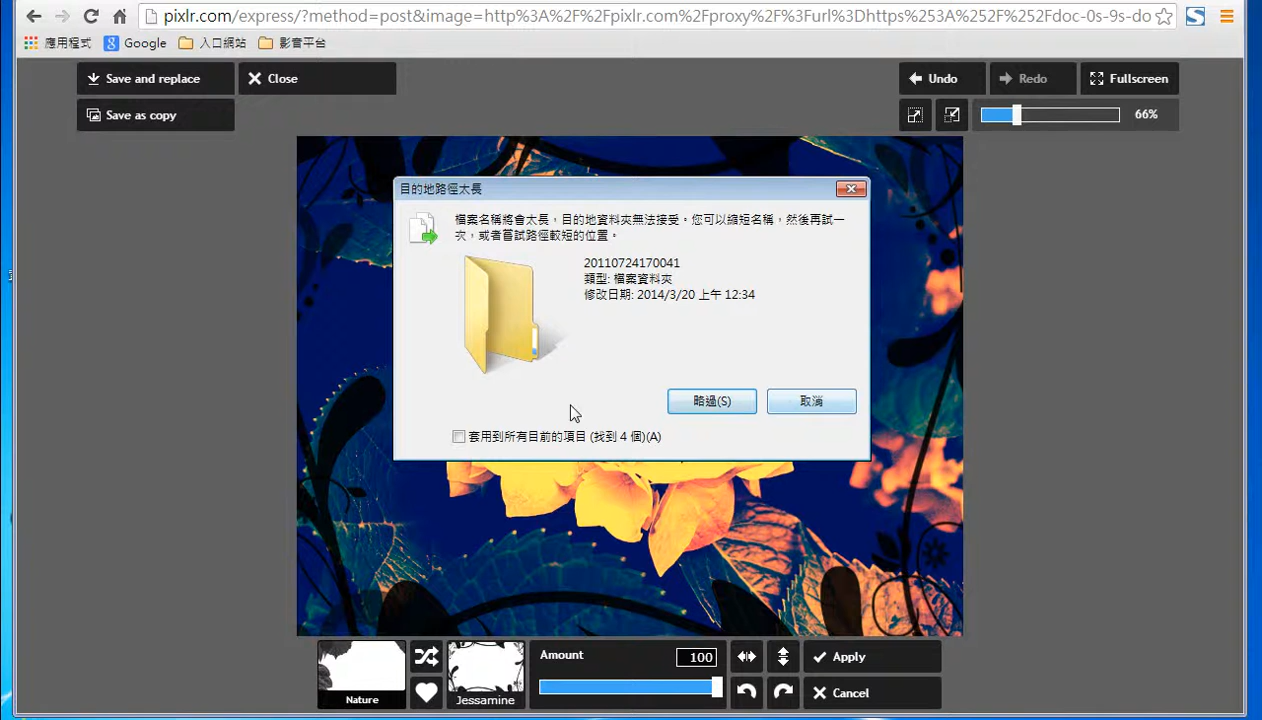 pixlr.com/express/?method=post&image=http%3A%2F%2Fpixlr.com%2Fproxy%2F%3Furl%3Dhttps%253A%252F%252Fdoc-0s-9s-do
應用程式 Google 入口網站 影音平台
Save and replace Close Undo Redo Fullscreen
Save as copy 66%
目的地路徑太長
檔案名稱將會太長，目的地資料夾無法接受。您可以縮短名稱，然後再試一
次，或者嘗試路徑較短的位置。
20110724170041
類型: 檔案資料夾
修改日期: 2014/3/20 上午 12:34
略過(S) 取消
套用到所有目前的項目 (找到 4 個)(A)
Amount 100 Apply
Nature Jessamine Cancel